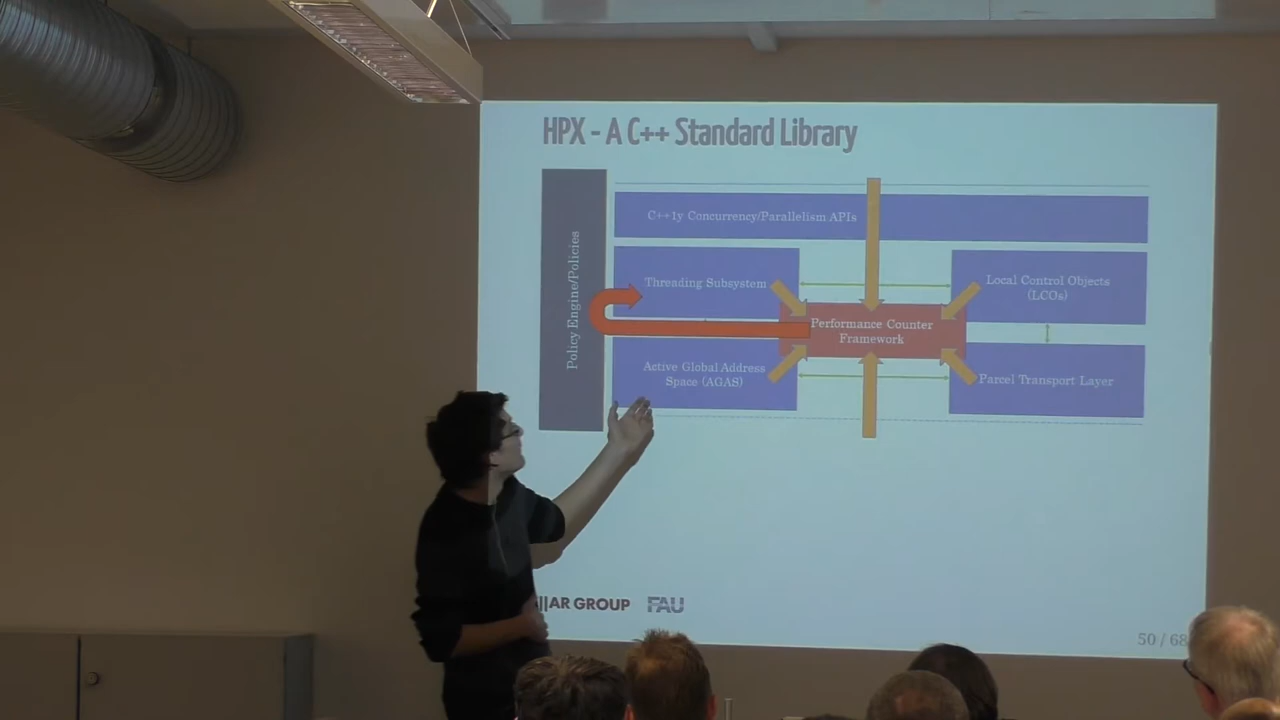 HPX - A C++ Standard Library
Policy Engine/Policies
C++1y Concurrency/Parallelism APIs
Threading Subsystem
Local Control Objects
(LCOs)
Performance Counter
Framework
Active Global Address
Space (AGAS)
Parcel Transport Layer
AR GROUP FAU
50 / 68